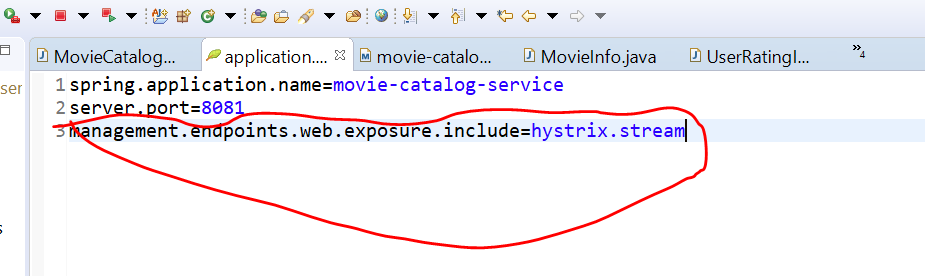 MovieCatalog...
application....
movie-catalo...
MovieInfo.java
UserRatingI...
»4
ser
1 spring.application.name=movie-catalog-service
2 server.port=8081
3 management.endpoints.web.exposure.include=hystrix.stream
s